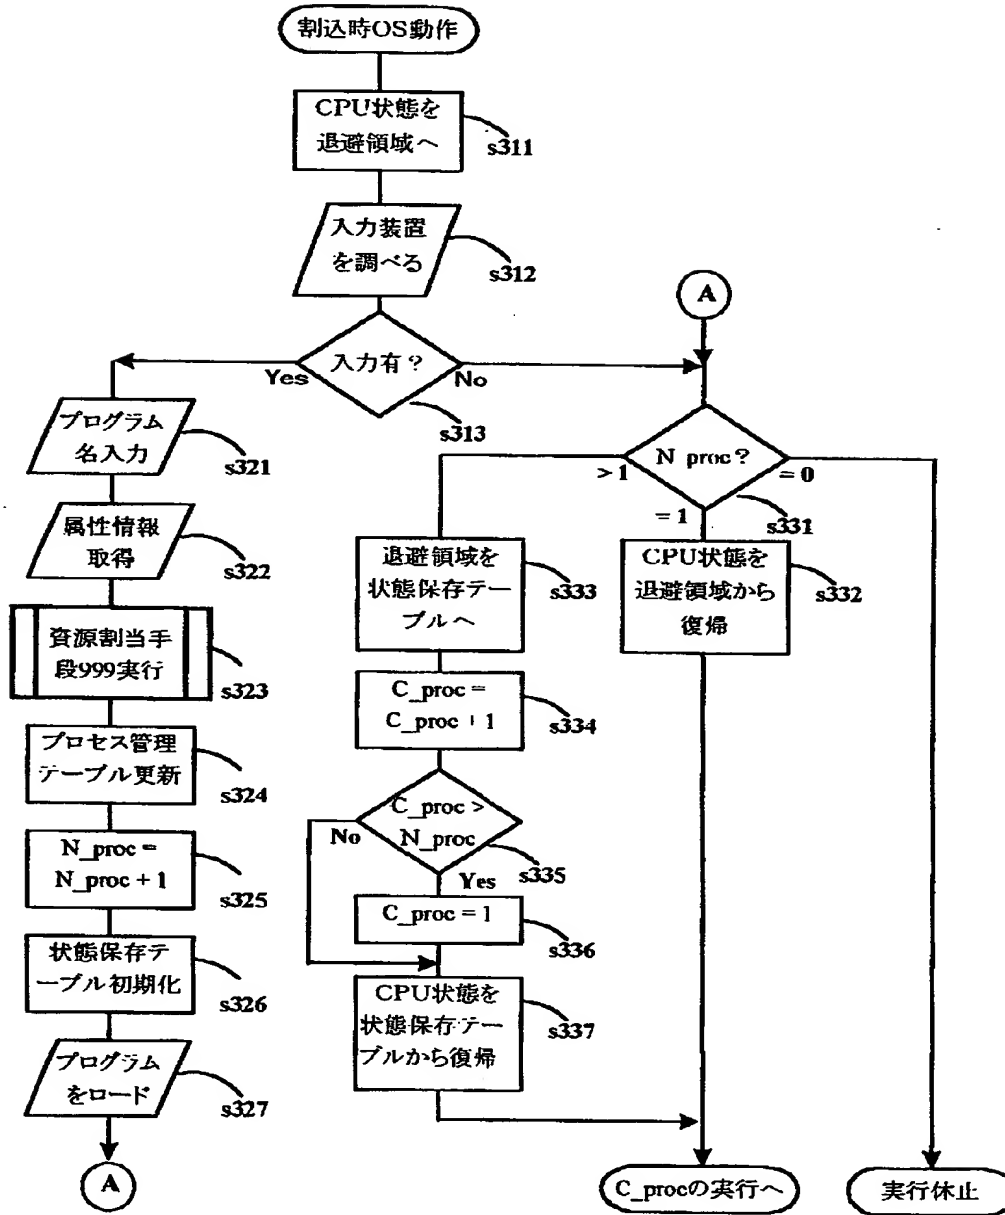 割込時OS動作
CPU状態を
退避領域へ
s311
入力装置
を調べる
s312
入力有?
Yes
No
s313
プログラム
名入力
s321
属性情報
取得
s322
資源割当手
段999実行
s323
プロセス管理
テーブル更新
s324
N_proc =
N_proc + 1
s325
状態保存テ
ーブル初期化
s326
プログラム
をロード
s327
A
A
N_proc?
> 1
= 0
= 1
s331
退避領域を
状態保存テー
ブルへ
s333
CPU状態を
退避領域から
復帰
s332
C_proc =
C_proc + 1
s334
C_proc >
N_proc
No
Yes
s335
C_proc = 1
s336
CPU状態を
状態保存テー
ブルから復帰
s337
C_procの実行へ
実行休止